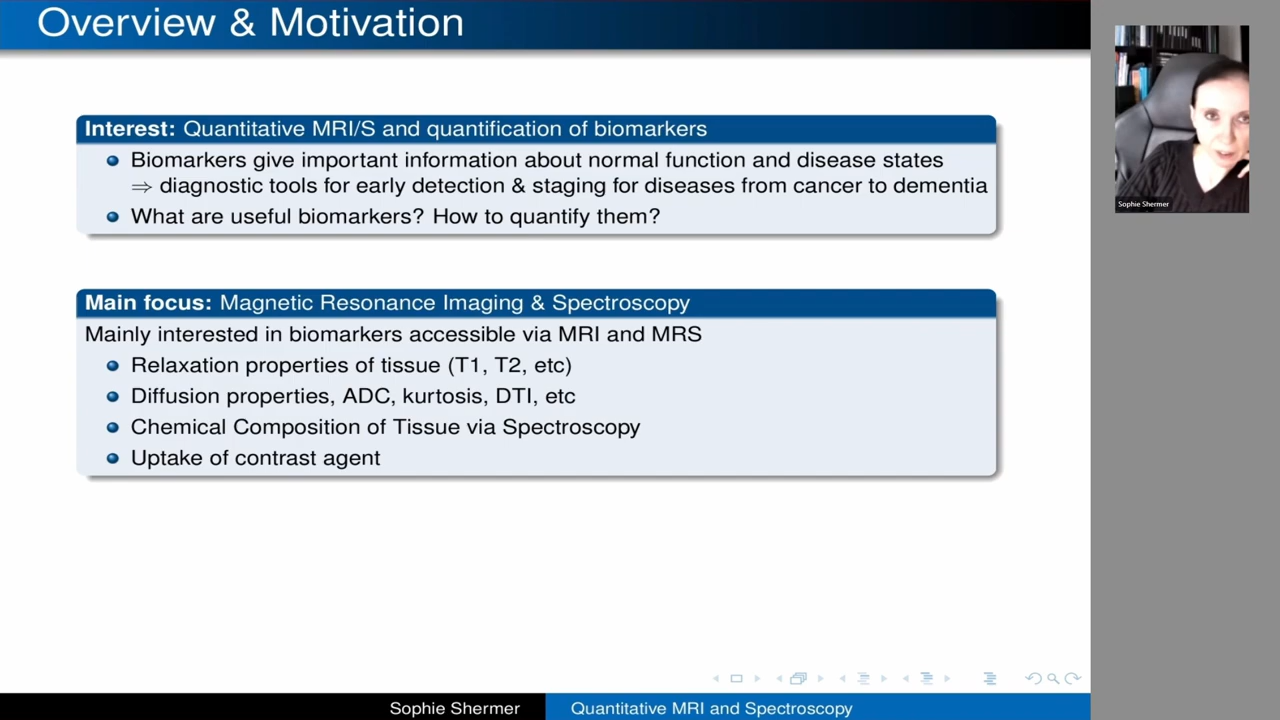 Overview & Motivation
Interest: Quantitative MRI/S and quantification of biomarkers
Biomarkers give important information about normal function and disease states
⇒ diagnostic tools for early detection & staging for diseases from cancer to dementia
What are useful biomarkers? How to quantify them?
Main focus: Magnetic Resonance Imaging & Spectroscopy
Mainly interested in biomarkers accessible via MRI and MRS
Relaxation properties of tissue (T1, T2, etc)
Diffusion properties, ADC, kurtosis, DTI, etc
Chemical Composition of Tissue via Spectroscopy
Uptake of contrast agent
Sophie Shermer
Sophie Shermer
Quantitative MRI and Spectroscopy